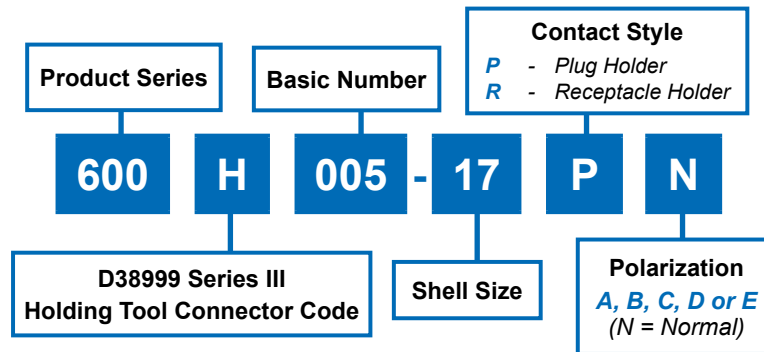 Contact Style
P - Plug Holder
R - Receptacle Holder
Product Series
Basic Number
600 H 005 - 17 P N
D38999 Series III
Holding Tool Connector Code
Shell Size
Polarization
A, B, C, D or E
(N = Normal)